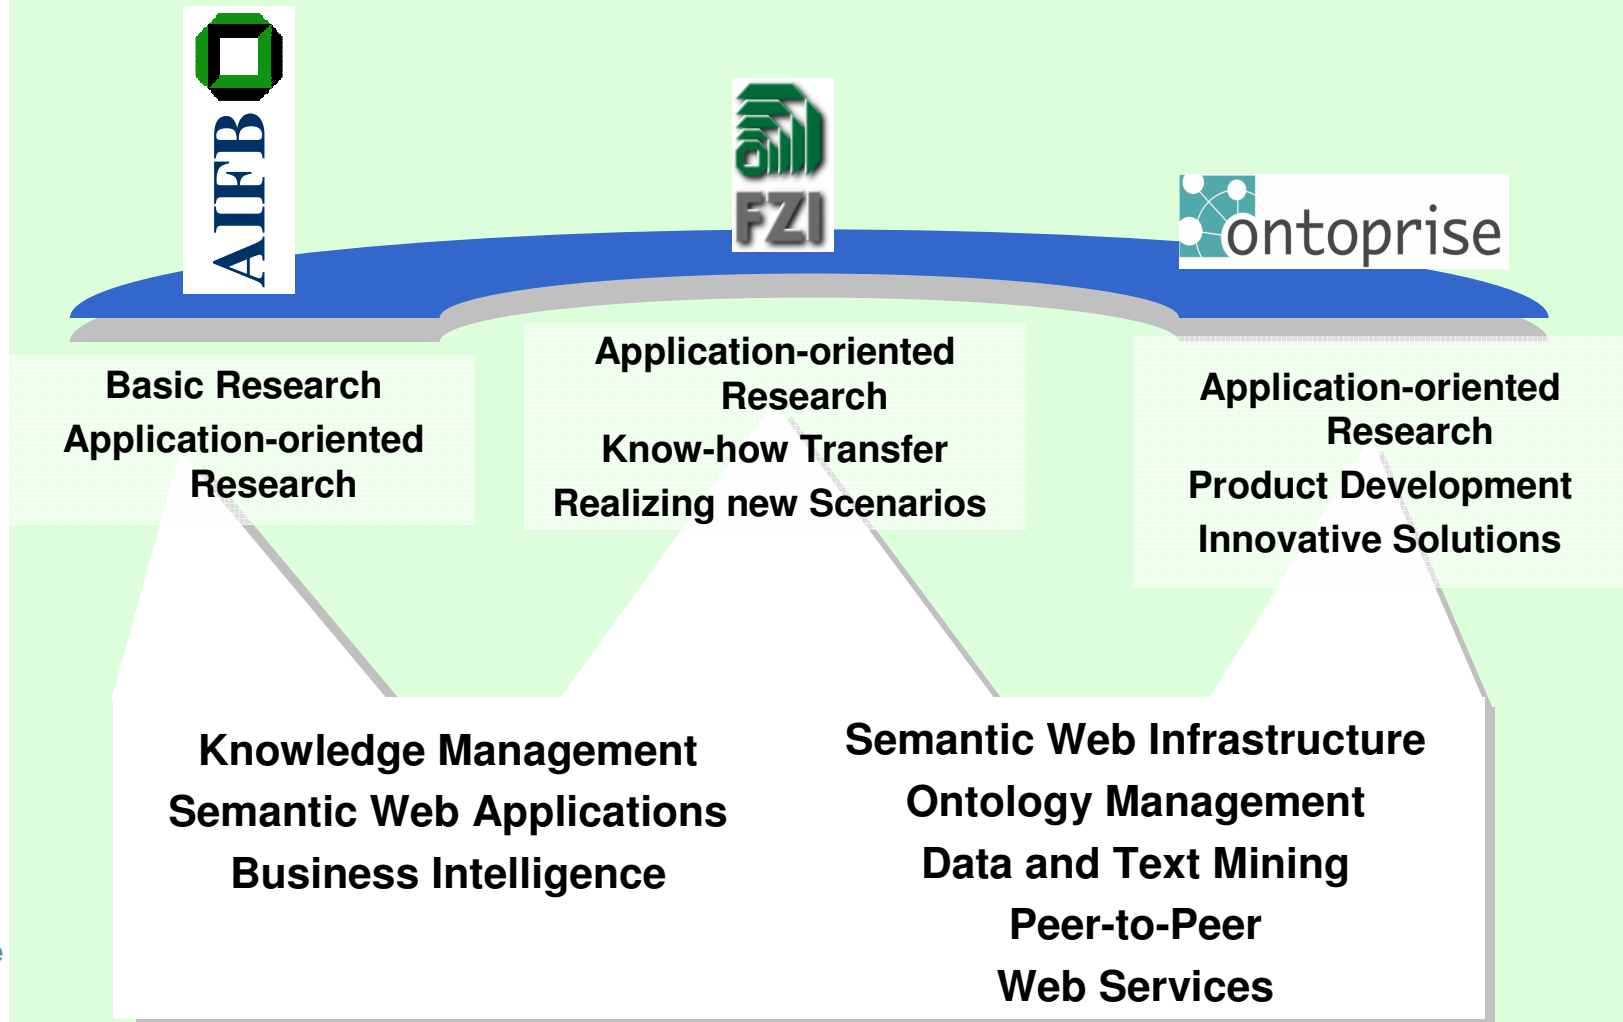 AIFB
FZI
ontoprise
Basic Research
Application-oriented
Research
Application-oriented
Research
Know-how Transfer
Realizing new Scenarios
Application-oriented
Research
Product Development
Innovative Solutions
Knowledge Management
Semantic Web Applications
Business Intelligence
Semantic Web Infrastructure
Ontology Management
Data and Text Mining
Peer-to-Peer
Web Services